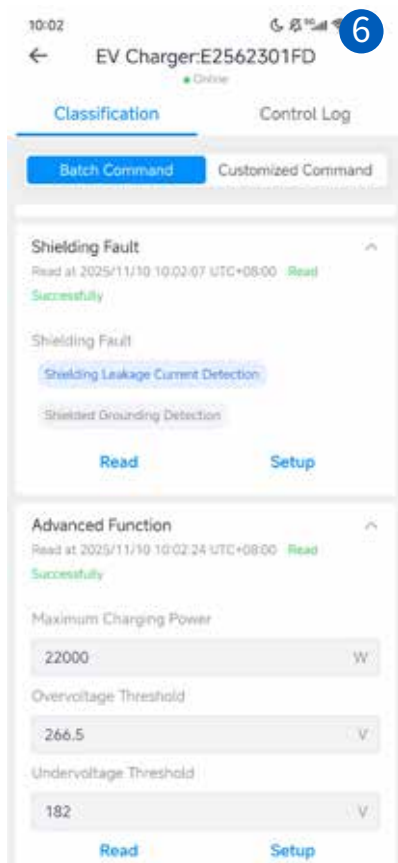 10:02
6
EV Charger:E2562301FD
Online
Classification Control Log
Batch Command Customized Command
Shielding Fault
Read at 2025/11/10 10:02:07 UTC+08:00 Read
Successfully
Shielding Fault
Shielding Leakage Current Detection
Shielded Grounding Detection
Read Setup
Advanced Function
Read at 2025/11/10 10:02:24 UTC+08:00 Read
Successfully
Maximum Charging Power
22000 W
Overvoltage Threshold
266.5 V
Undervoltage Threshold
182 V
Read Setup